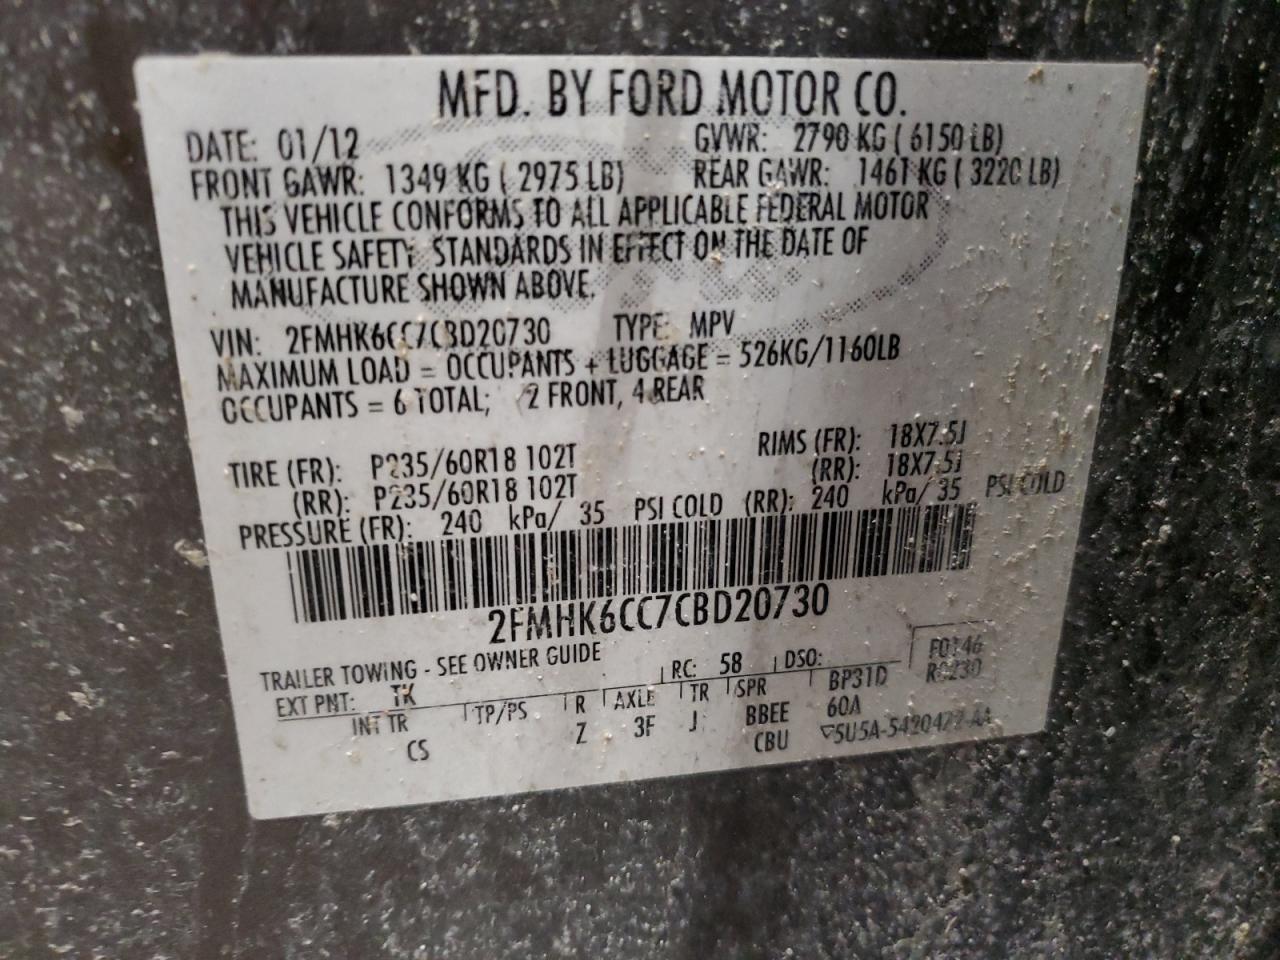 MFD. BY FORD MOTOR CO.
DATE: 01/12 GVWR: 2790 KG ( 6150 LB)
FRONT GAWR: 1349 KG ( 2975 LB) REAR GAWR: 1461 KG ( 3220 LB)
THIS VEHICLE CONFORMS TO ALL APPLICABLE FEDERAL MOTOR
VEHICLE SAFETY STANDARDS IN EFFECT ON THE DATE OF
MANUFACTURE SHOWN ABOVE.
VIN: 2FMHK6CC7CBD20730 TYPE: MPV
MAXIMUM LOAD = OCCUPANTS + LUGGAGE = 526KG/1160LB
OCCUPANTS = 6 TOTAL; 2 FRONT, 4 REAR
TIRE (FR): P235/60R18 102T RIMS (FR): 18X7.5J
(RR): P235/60R18 102T (RR): 18X7.5J
PRESSURE (FR): 240 kPa/ 35 PSI COLD (RR): 240 kPa/ 35 PSI COLD
2FMHK6CC7CBD20730
TRAILER TOWING - SEE OWNER GUIDE
EXT PNT: TK RC: 58 DSO: F0146
R0230
INT TR TP/PS R AXLE TR SPR BP31D
CS Z 3F J BBEE 60A
CBU ▽5U5A-5420472-AA